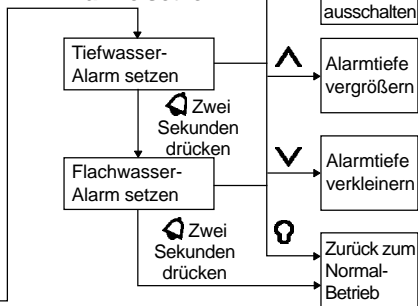 ausschalten
Tiefwasser-
Alarm setzen
Alarmtiefe
vergrößern
Zwei
Sekunden
drücken
Flachwasser-
Alarm setzen
Alarmtiefe
verkleinern
Zwei
Sekunden
drücken
Zurück zum
Normal-
Betrieb